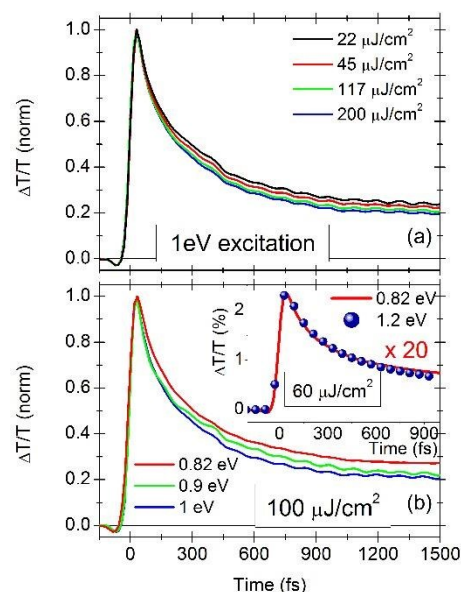 1.0
0.8
0.6
0.4
0.2
0.0
ΔT/T (norm)
22 μJ/cm²
45 μJ/cm²
117 μJ/cm²
200 μJ/cm²
1eV excitation
(a)
1.0
0.8
0.6
0.4
0.2
0.0
ΔT/T (norm)
2
1
0
ΔT/T (%)
0.82 eV
1.2 eV
x 20
60 μJ/cm²
0 300 600 900
Time (fs)
0.82 eV
0.9 eV
1 eV
100 μJ/cm²
(b)
0 300 600 900 1200 1500
Time (fs)